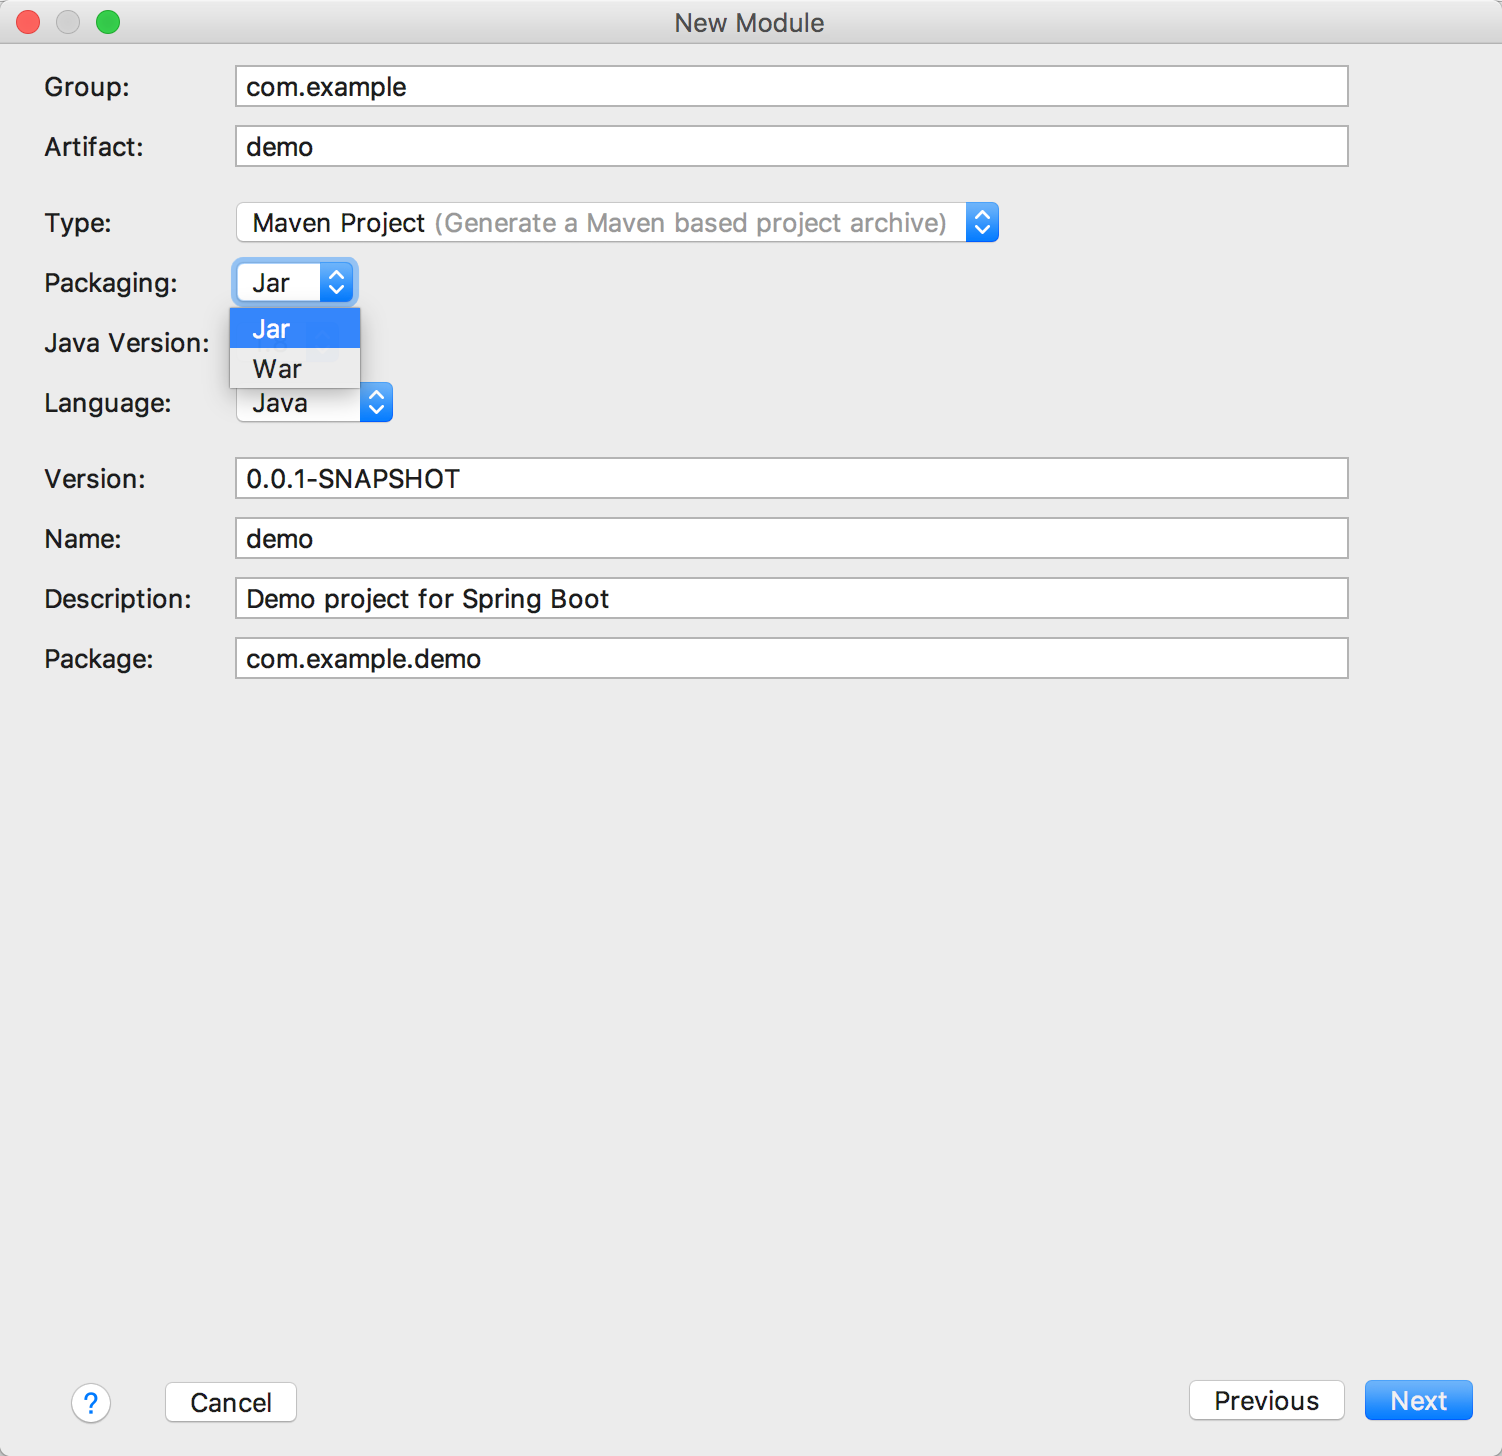 New Module
Group: com.example
Artifact: demo
Type: Maven Project (Generate a Maven based project archive)
Packaging: Jar
Jar
Java Version:
War
Language: Java
Version: 0.0.1-SNAPSHOT
Name: demo
Description: Demo project for Spring Boot
Package: com.example.demo
? Cancel Previous Next